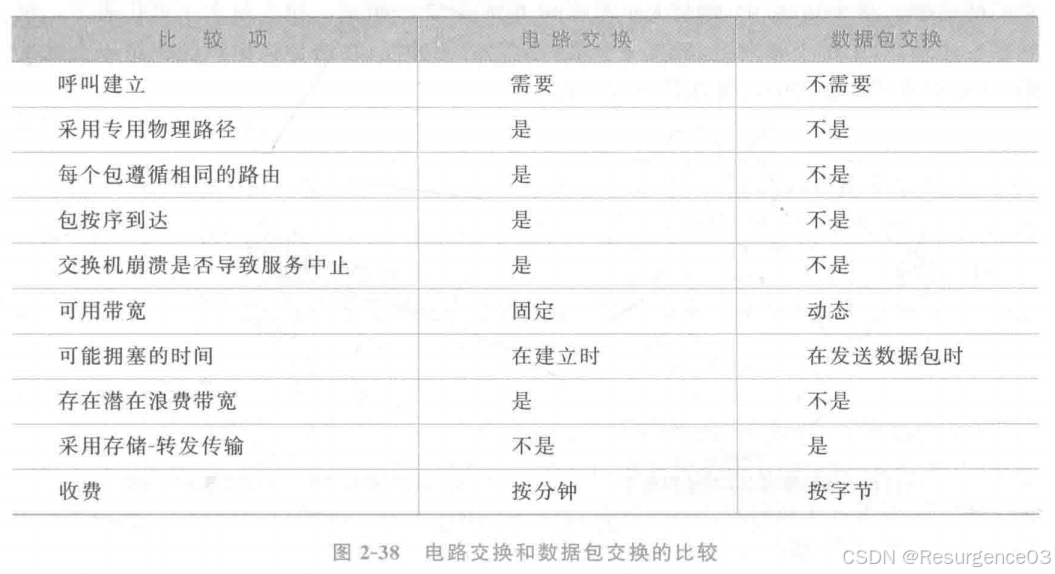 比 较 项 电 路 交 换 数据包交换
呼叫建立 需要 不需要
采用专用物理路径 是 不是
每个包遵循相同的路由 是 不是
包按序到达 是 不是
交换机崩溃是否导致服务中止 是 不是
可用带宽 固定 动态
可能拥塞的时间 在建立时 在发送数据包时
存在潜在浪费带宽 是 不是
采用存储-转发传输 不是 是
收费 按分钟 按字节
图 2-38 电路交换和数据包交换的比较
CSDN @Resurgence03